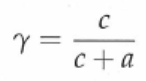 γ = c / (c + a)